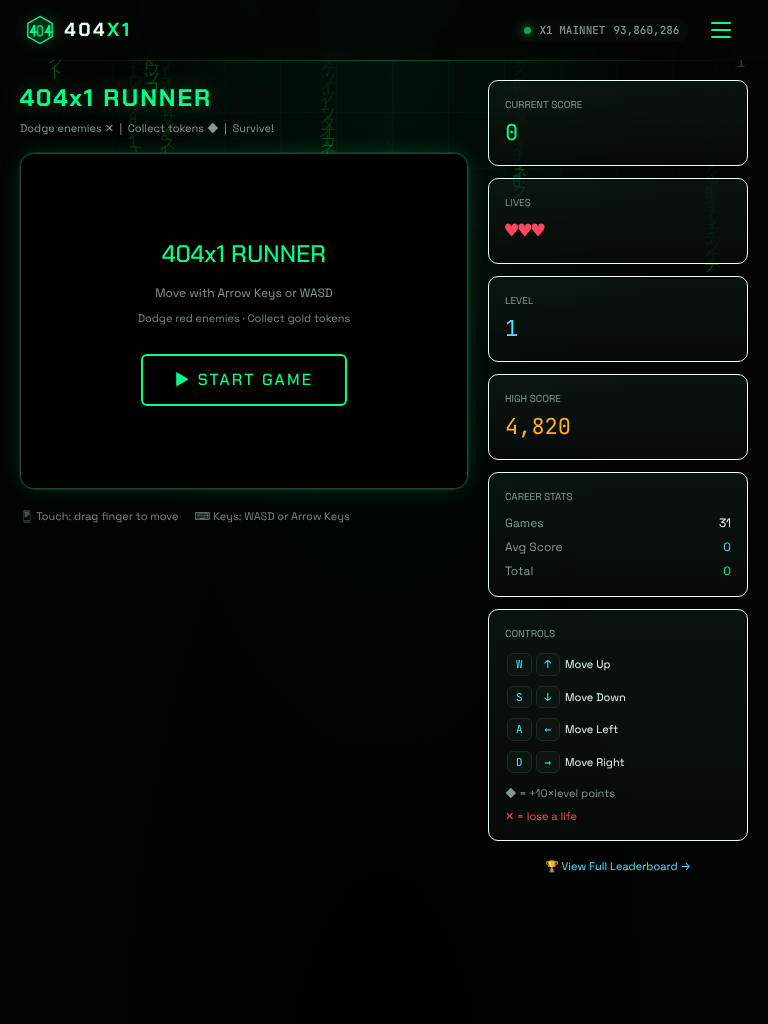 404
404X1
X1 MAINNET 93,860,286
404x1 RUNNER
Dodge enemies ✕ | Collect tokens ◆ | Survive!
404x1 RUNNER
Move with Arrow Keys or WASD
Dodge red enemies · Collect gold tokens
▶ START GAME
📱 Touch: drag finger to move ⌨ Keys: WASD or Arrow Keys
CURRENT SCORE
0
LIVES
♥♥♥
LEVEL
1
HIGH SCORE
4,820
CAREER STATS
Games 31
Avg Score 0
Total 0
CONTROLS
W ↑ Move Up
S ↓ Move Down
A ← Move Left
D → Move Right
◆ = +10×level points
✕ = lose a life
🏆 View Full Leaderboard →